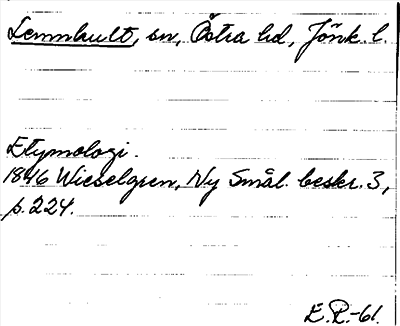 Lemnhult, sn, Östra hd, Jönk. l.
Etymologi.
1846 Wieselgren, Ny Smål. beskr. 3,
p. 224.
E.R.-61.